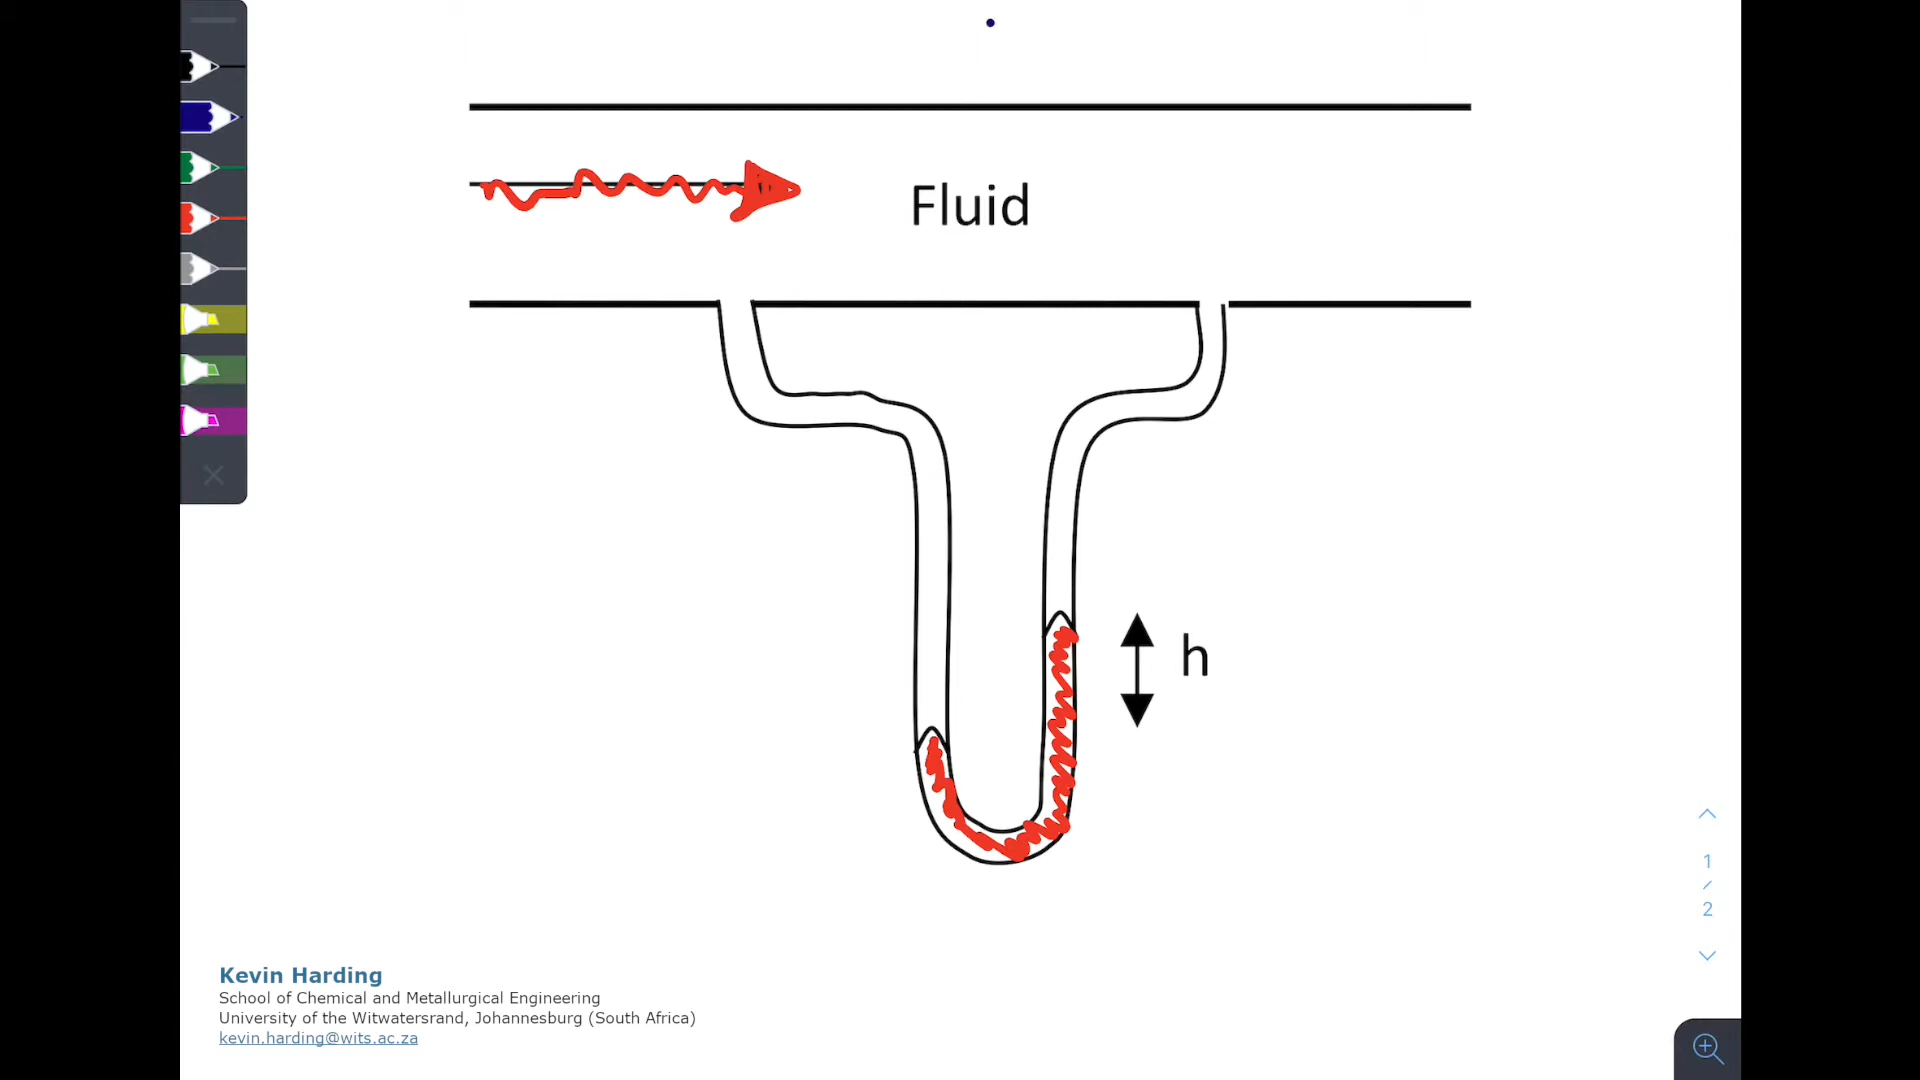 Fluid
h
1
/
2
Kevin Harding
School of Chemical and Metallurgical Engineering
University of the Witwatersrand, Johannesburg (South Africa)
kevin.harding@wits.ac.za